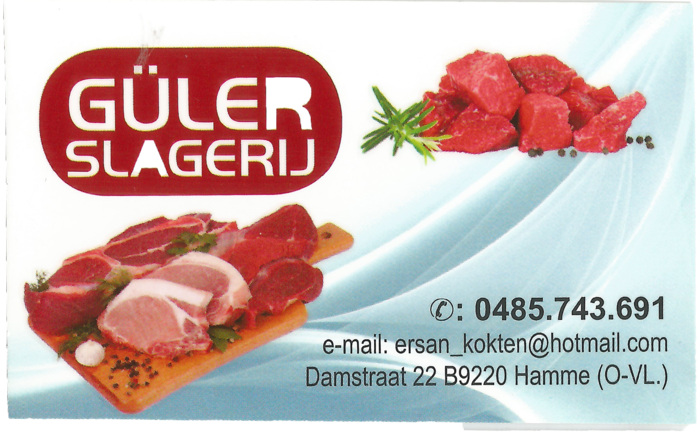 GÜLER
SLAGERIJ
✆: 0485.743.691
e-mail: ersan_kokten@hotmail.com
Damstraat 22 B9220 Hamme (O-VL.)